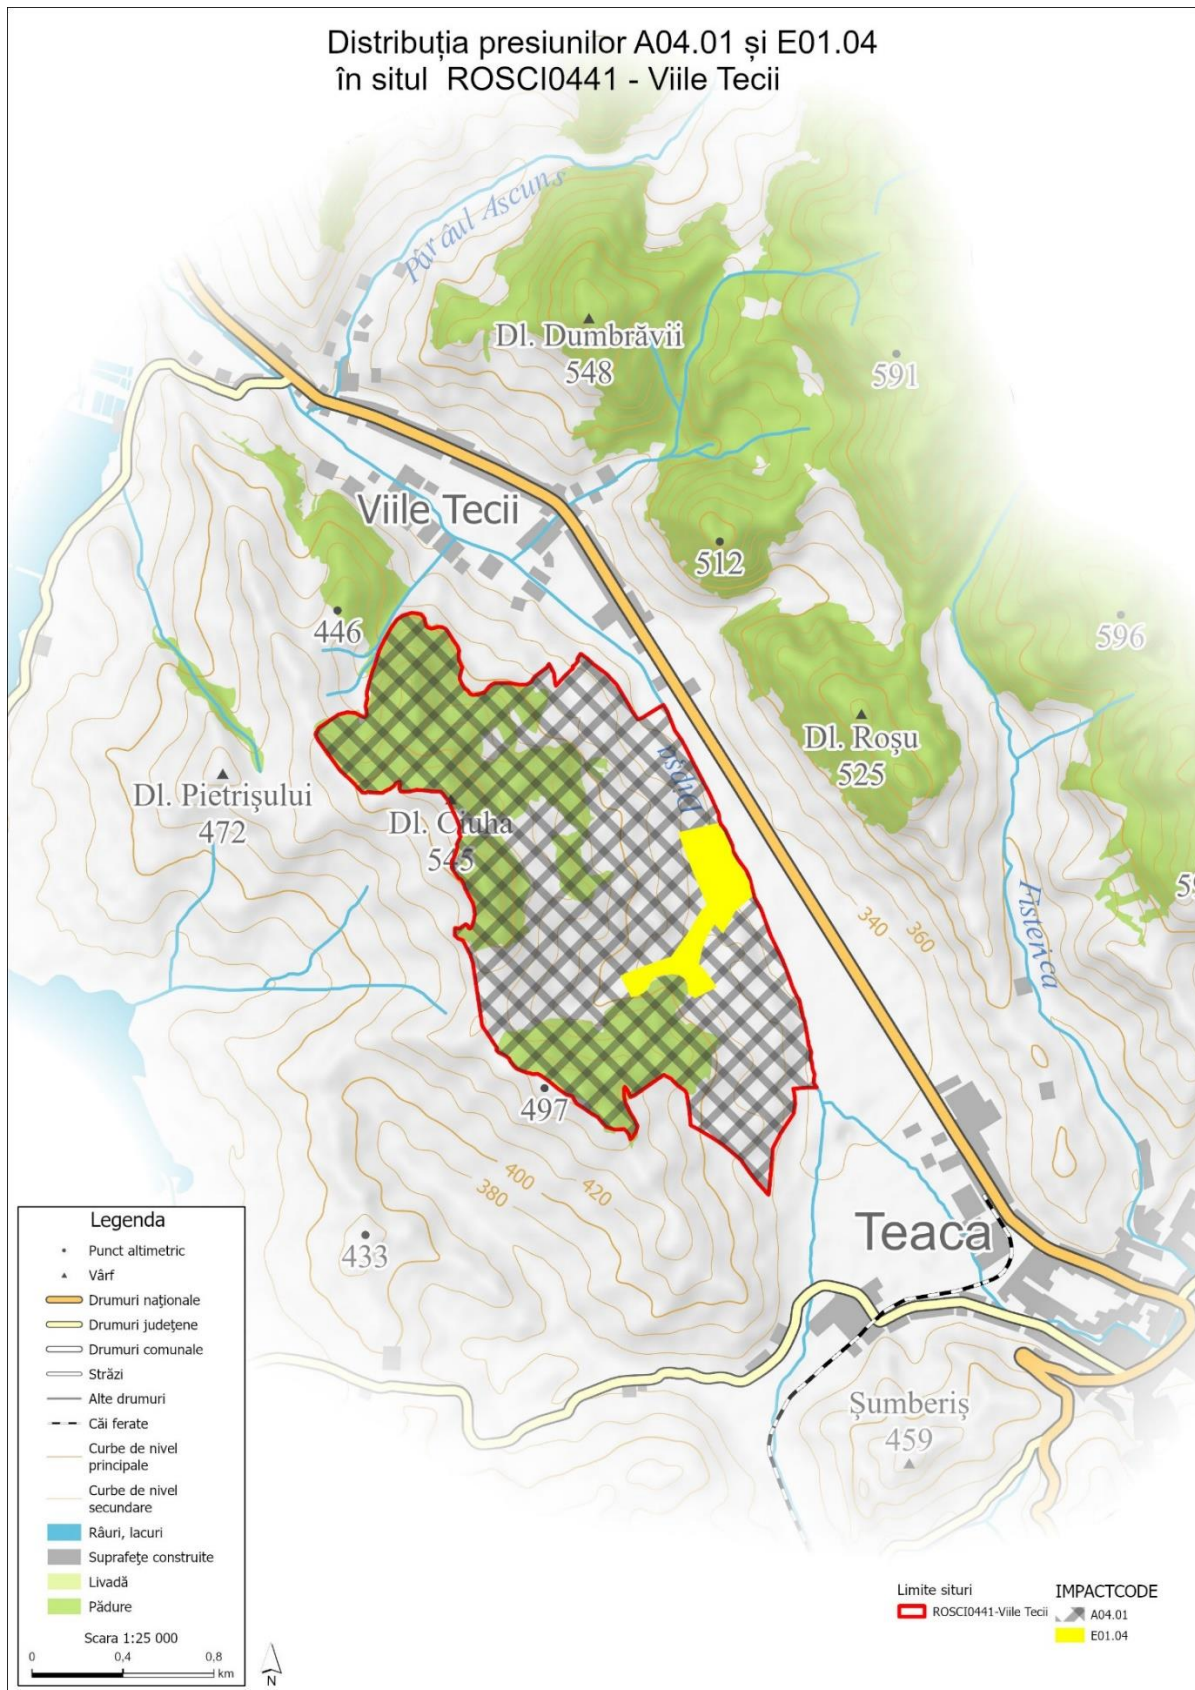 Distribuția presiunilor A04.01 și E01.04
în situl ROSCI0441 - Viile Tecii
Pârâul Ascuns
Dl. Dumbrăvii
548
591
Viile Tecii
512
446
596
Dl. Roşu
525
Dipşa
Dl. Pietrişului
472
Dl. Ciuha
545
Fisterica
340
360
497
400
420
380
433
Teaca
Şumberiş
459
Legenda
Punct altimetric
Vârf
Drumuri naționale
Drumuri județene
Drumuri comunale
Străzi
Alte drumuri
Căi ferate
Curbe de nivel
principale
Curbe de nivel
secundare
Râuri, lacuri
Suprafețe construite
Livadă
Pădure
Scara 1:25 000
0 0,4 0,8
km
N
Limite situri
ROSCI0441-Viile Tecii
IMPACTCODE
A04.01
E01.04